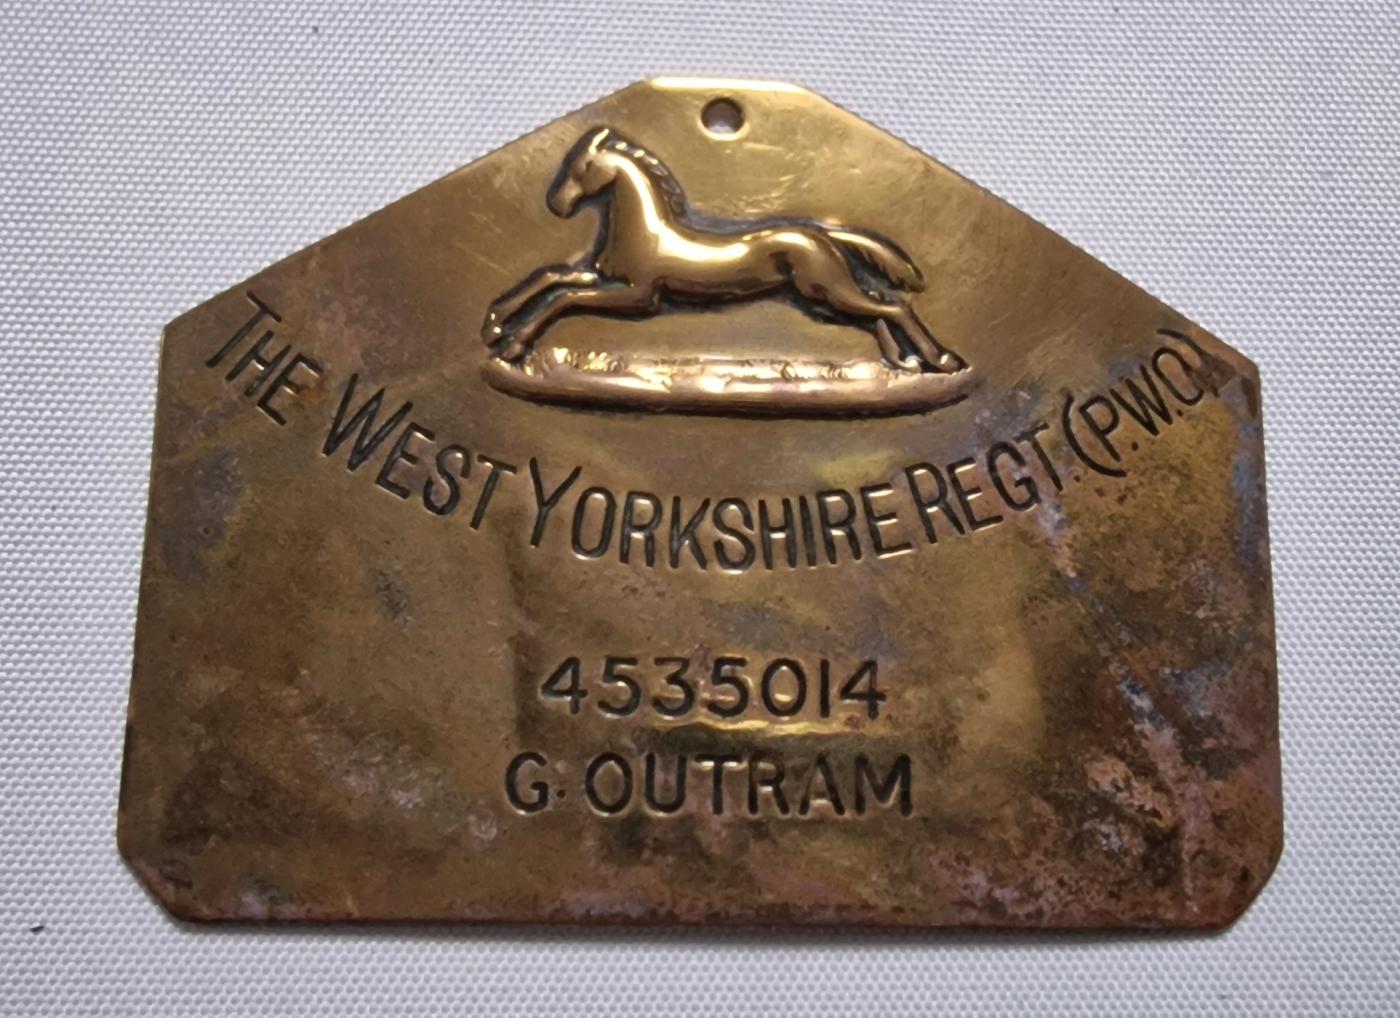 THE WEST YORKSHIRE REGT. (P.W.O)
4535014
G. OUTRAM